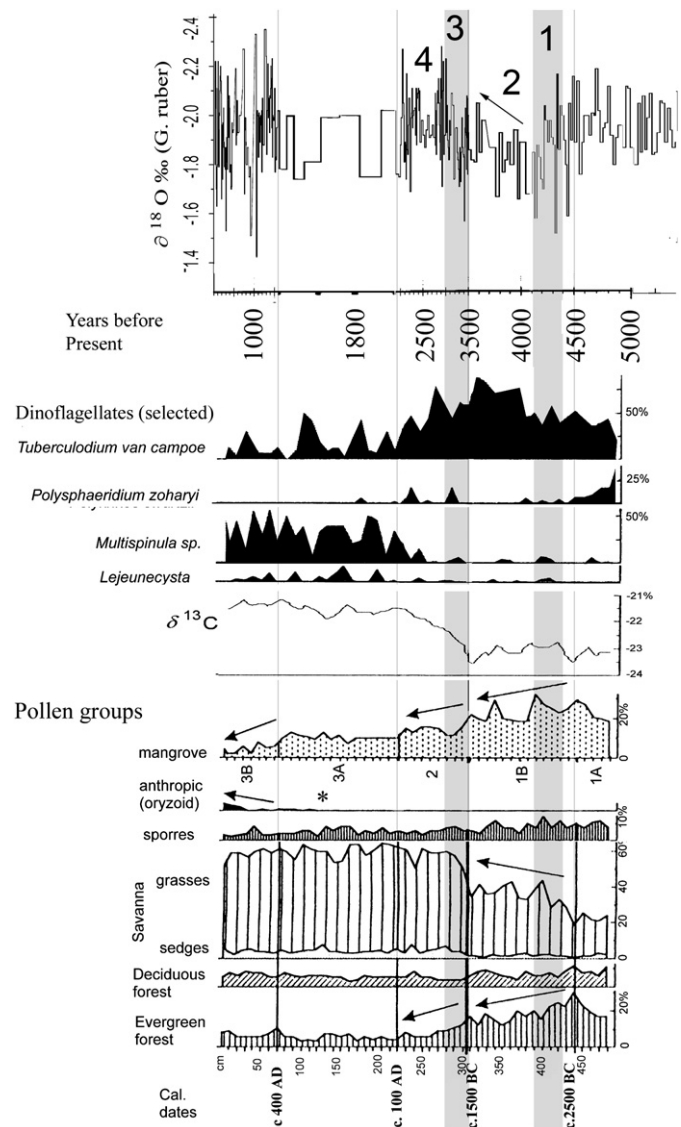 3
4
1
2
-2.4
-2.2
-2.0
-1.8
-1.6
-1.4
∂ 18 O ‰ (G. ruber)
Years before
Present
1000
1800
2500
3500
4000
4500
5000
Dinoflagellates (selected)
Tuberculodium van campoe
50%
Polysphaeridium zoharyi
25%
Multispinula sp.
50%
Lejeunecysta
δ 13C
-21%
-22
-23
-24
Pollen groups
mangrove
20%
0
3B
3A
2
1B
1A
anthropic
(oryzoid)
*
sporres
10%
Savanna
grasses
sedges
60%
40
20
0
Deciduous
forest
Evergreen
forest
20%
0
cm
50
100
150
200
250
300
350
400
450
Cal.
dates
c 400 AD
c. 100 AD
c.1500 BC
c.2500 BC